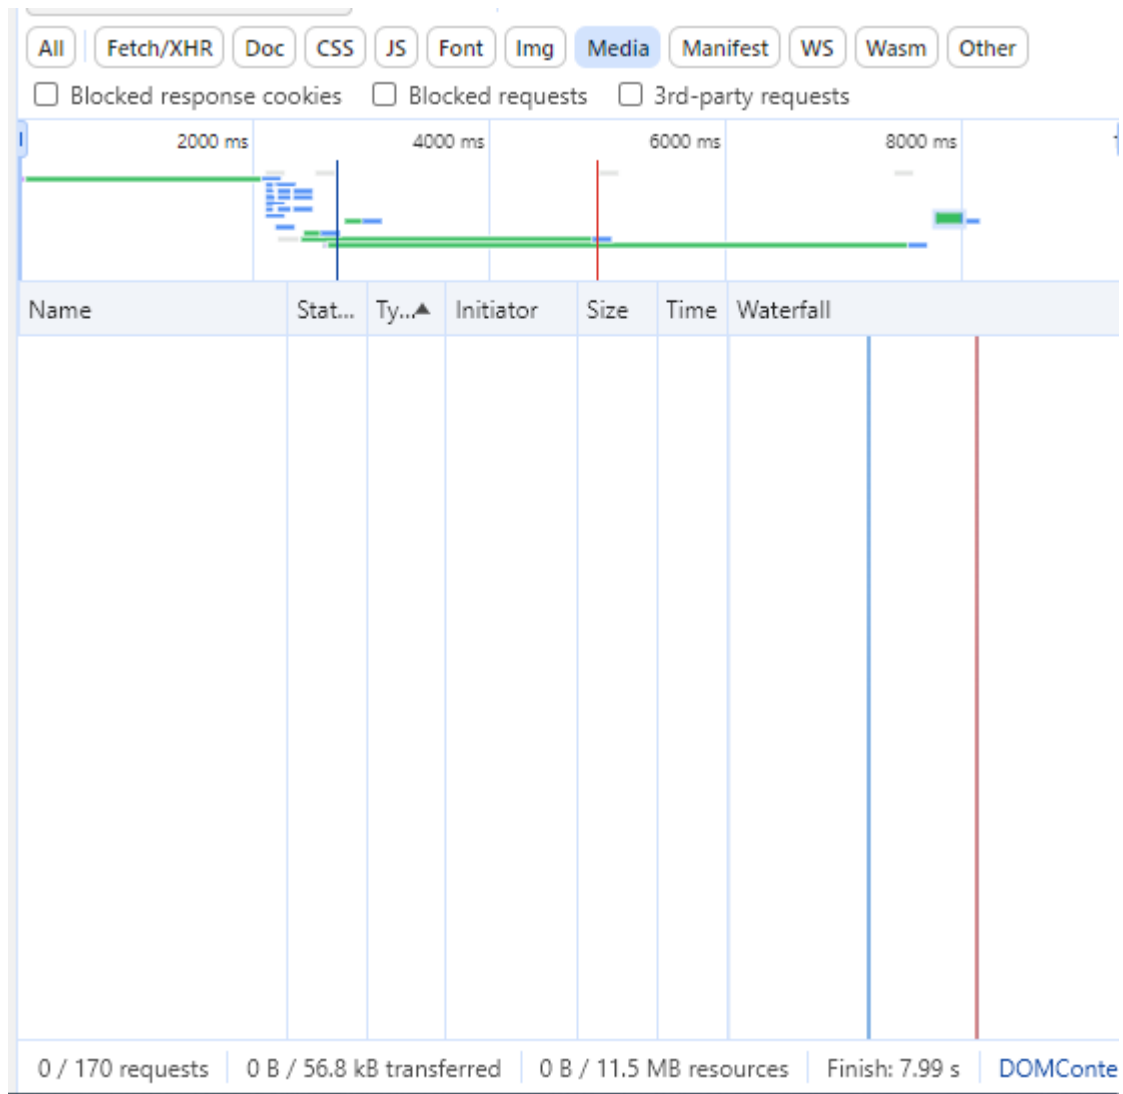 All Fetch/XHR Doc CSS JS Font Img Media Manifest WS Wasm Other
Blocked response cookies Blocked requests 3rd-party requests
2000 ms 4000 ms 6000 ms 8000 ms
Name Stat... Ty... Initiator Size Time Waterfall
0 / 170 requests 0 B / 56.8 kB transferred 0 B / 11.5 MB resources Finish: 7.99 s DOMConte